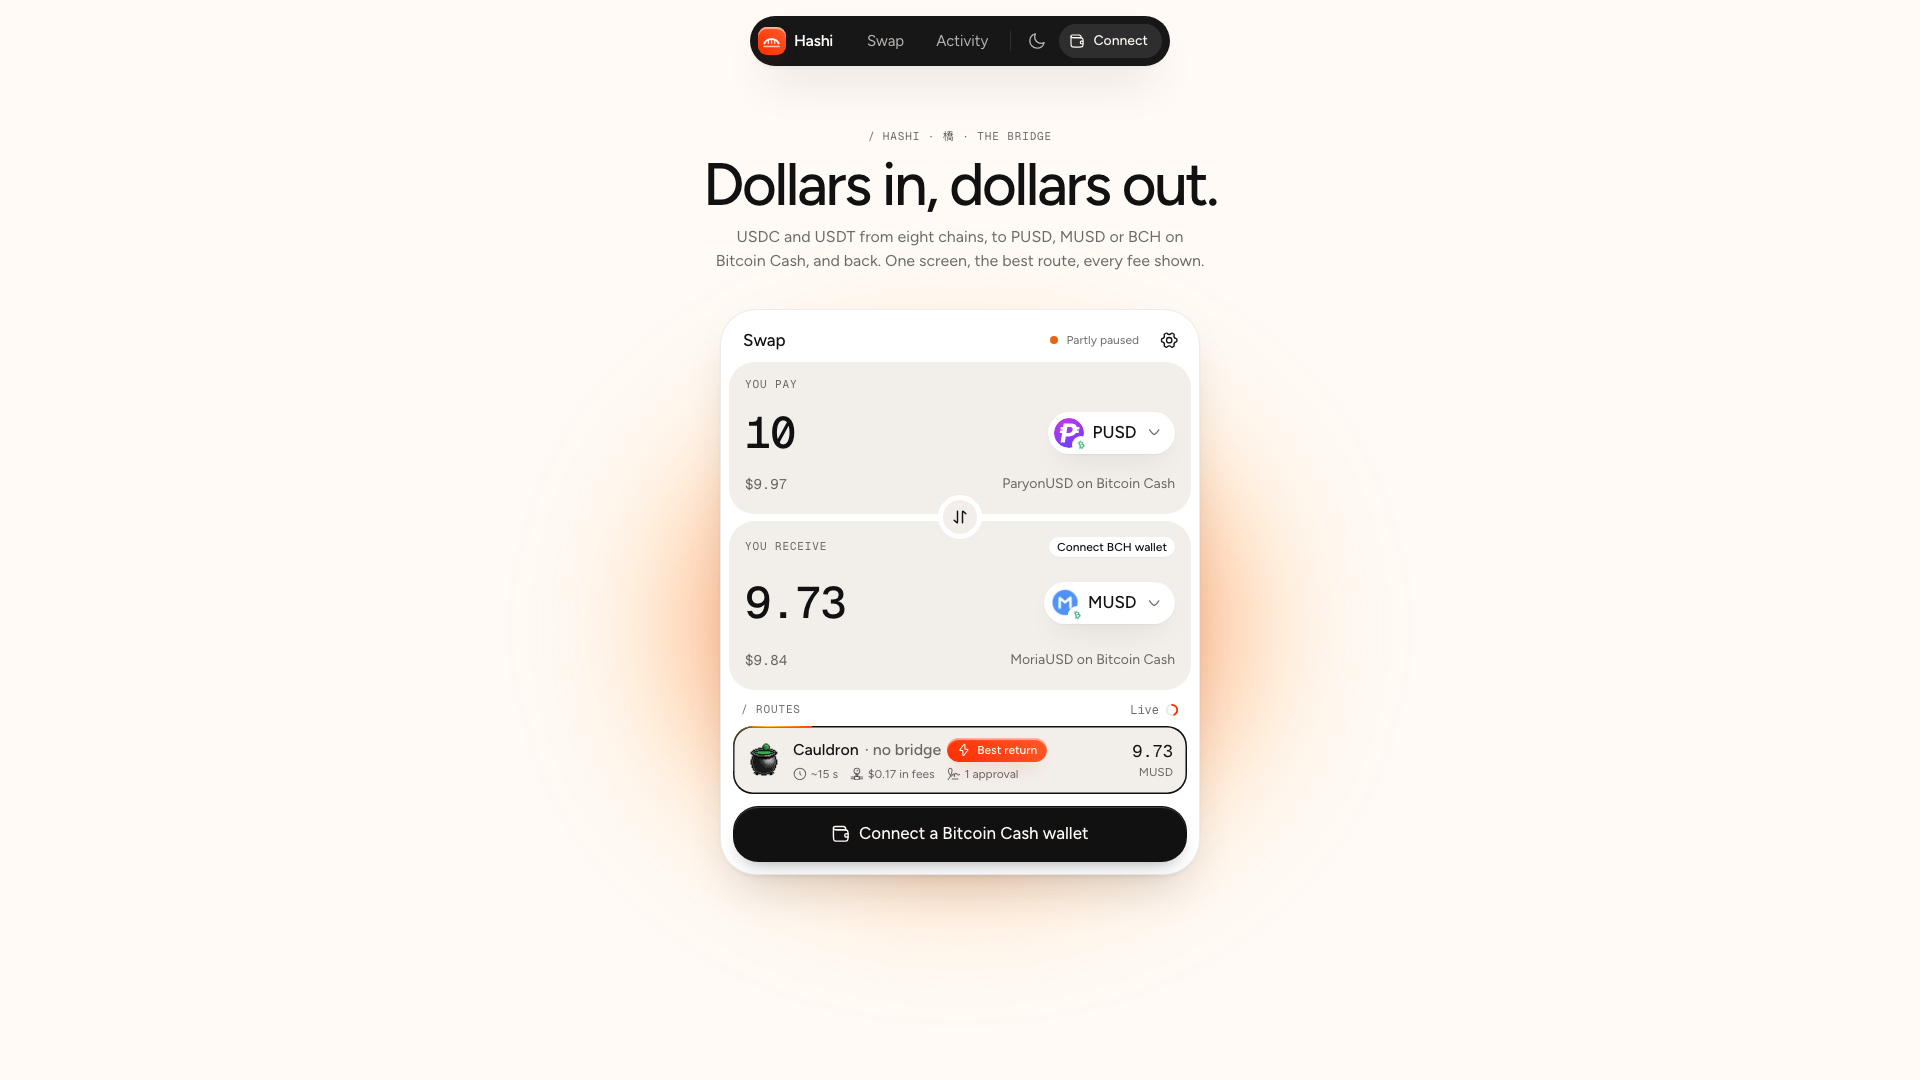 Hashi Swap Activity Connect
/ HASHI · 橋 · THE BRIDGE
Dollars in, dollars out.
USDC and USDT from eight chains, to PUSD, MUSD or BCH on
Bitcoin Cash, and back. One screen, the best route, every fee shown.
Swap Partly paused
YOU PAY
10 PUSD
$9.97 ParyonUSD on Bitcoin Cash
YOU RECEIVE Connect BCH wallet
9.73 MUSD
$9.84 MoriaUSD on Bitcoin Cash
/ ROUTES Live
Cauldron · no bridge Best return 9.73
~15 s $0.17 in fees 1 approval MUSD
Connect a Bitcoin Cash wallet